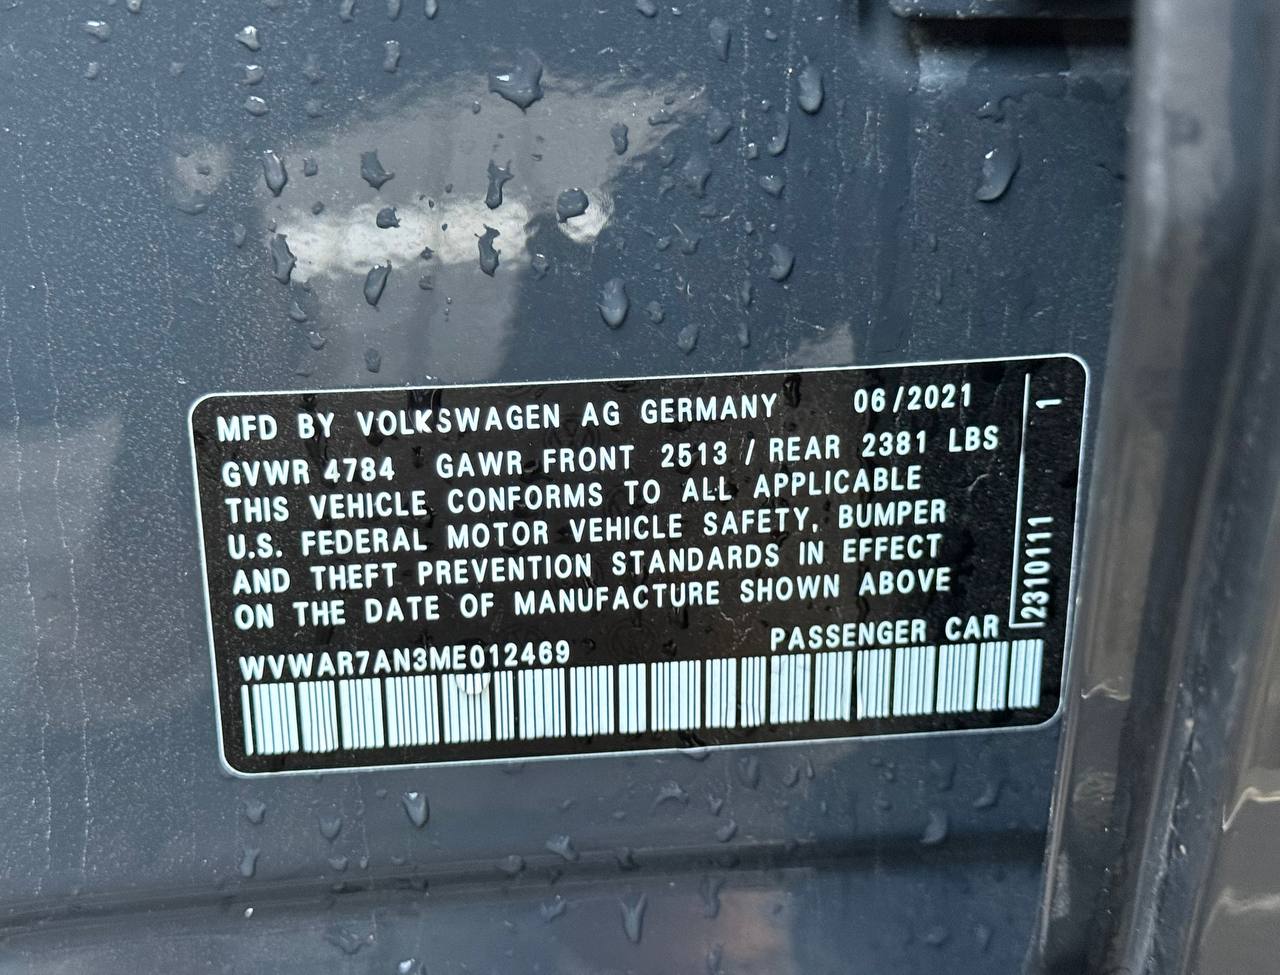 MFD BY VOLKSWAGEN AG GERMANY 06/2021
GVWR 4784 GAWR FRONT 2513 / REAR 2381 LBS
THIS VEHICLE CONFORMS TO ALL APPLICABLE
U.S. FEDERAL MOTOR VEHICLE SAFETY, BUMPER
AND THEFT PREVENTION STANDARDS IN EFFECT
ON THE DATE OF MANUFACTURE SHOWN ABOVE
WVWAR7AN3ME012469 PASSENGER CAR
2310111 1